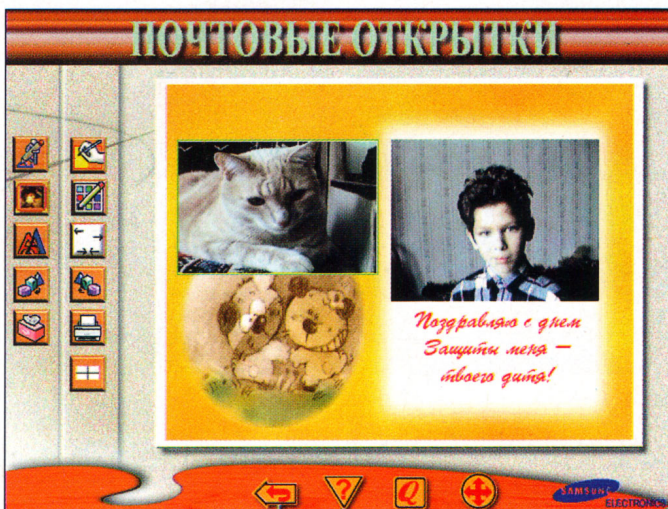 ПОЧТОВЫЕ ОТКРЫТКИ
Поздравляю с днем
Защиты меня —
твоего дитя!
?
Q
SAMSUNG
ELECTRONICS